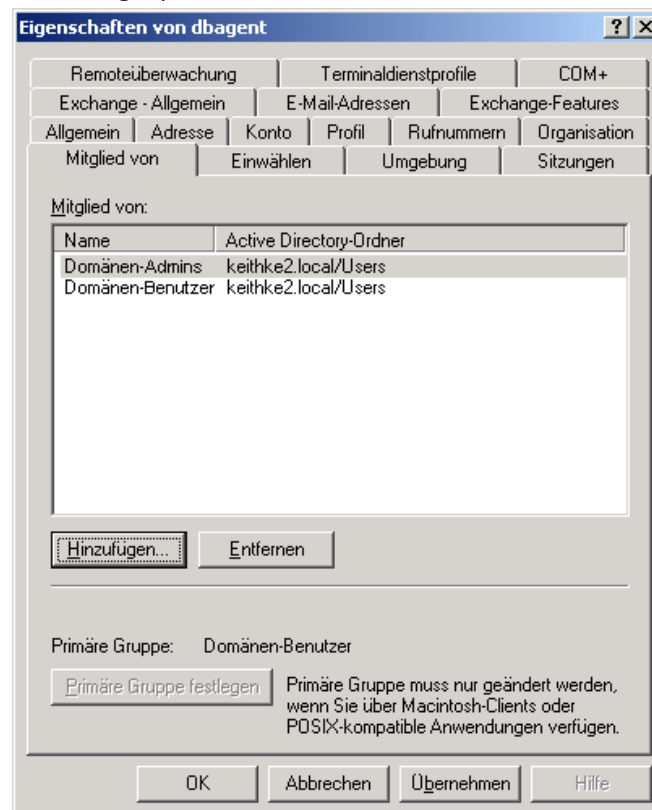 Eigenschaften von dbagent
Remoteüberwachung Terminaldienstprofile COM+
Exchange - Allgemein E-Mail-Adressen Exchange-Features
Allgemein Adresse Konto Profil Rufnummern Organisation
Mitglied von Einwählen Umgebung Sitzungen
Mitglied von:
Name Active Directory-Ordner
Domänen-Admins keithke2.local/Users
Domänen-Benutzer keithke2.local/Users
Hinzufügen... Entfernen
Primäre Gruppe: Domänen-Benutzer
Primäre Gruppe festlegen
Primäre Gruppe muss nur geändert werden,
wenn Sie über Macintosh-Clients oder
POSIX-kompatible Anwendungen verfügen.
OK Abbrechen Übernehmen Hilfe